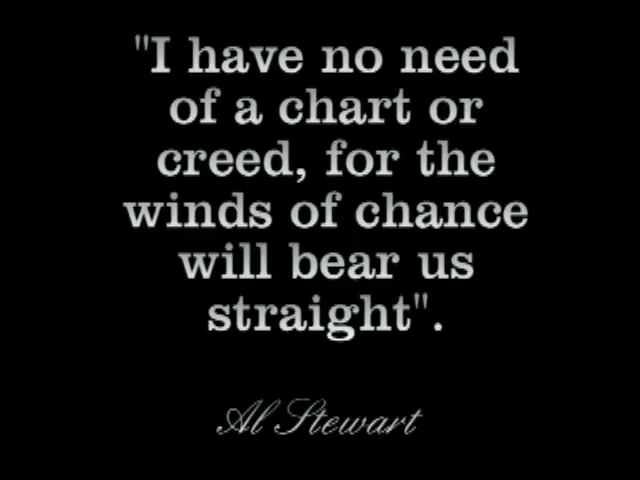 "I have no need
of a chart or
creed, for the
winds of chance
will bear us
straight".
Al Stewart